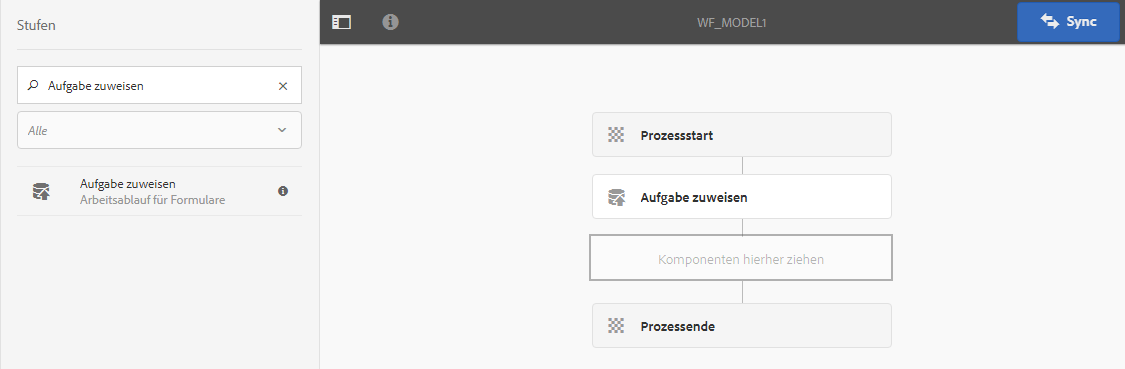 Stufen
WF_MODEL1
Sync
Aufgabe zuweisen
Alle
Aufgabe zuweisen
Arbeitsablauf für Formulare
Prozessstart
Aufgabe zuweisen
Komponenten hierher ziehen
Prozessende